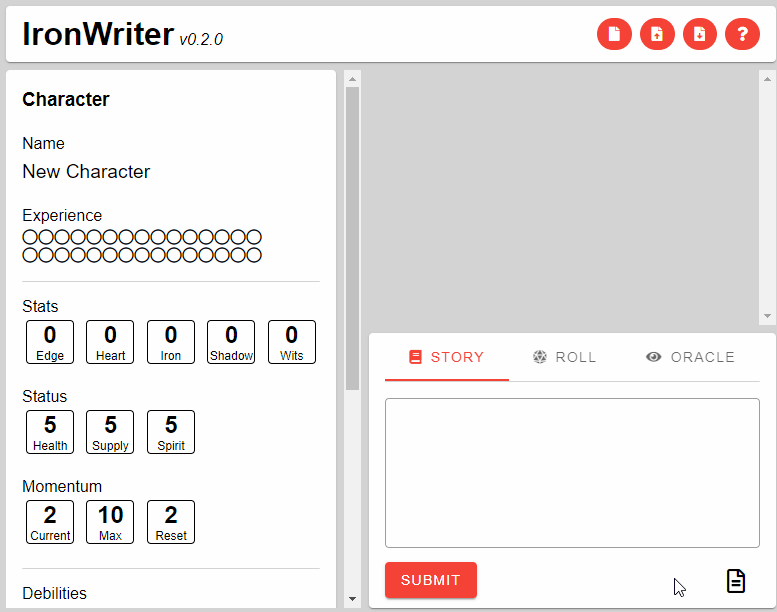 IronWriter v0.2.0
?
Character
Name
New Character
Experience
Stats
0 0 0 0 0
Edge Heart Iron Shadow Wits
Status
5 5 5
Health Supply Spirit
Momentum
2 10 2
Current Max Reset
Debilities
STORY ROLL ORACLE
SUBMIT